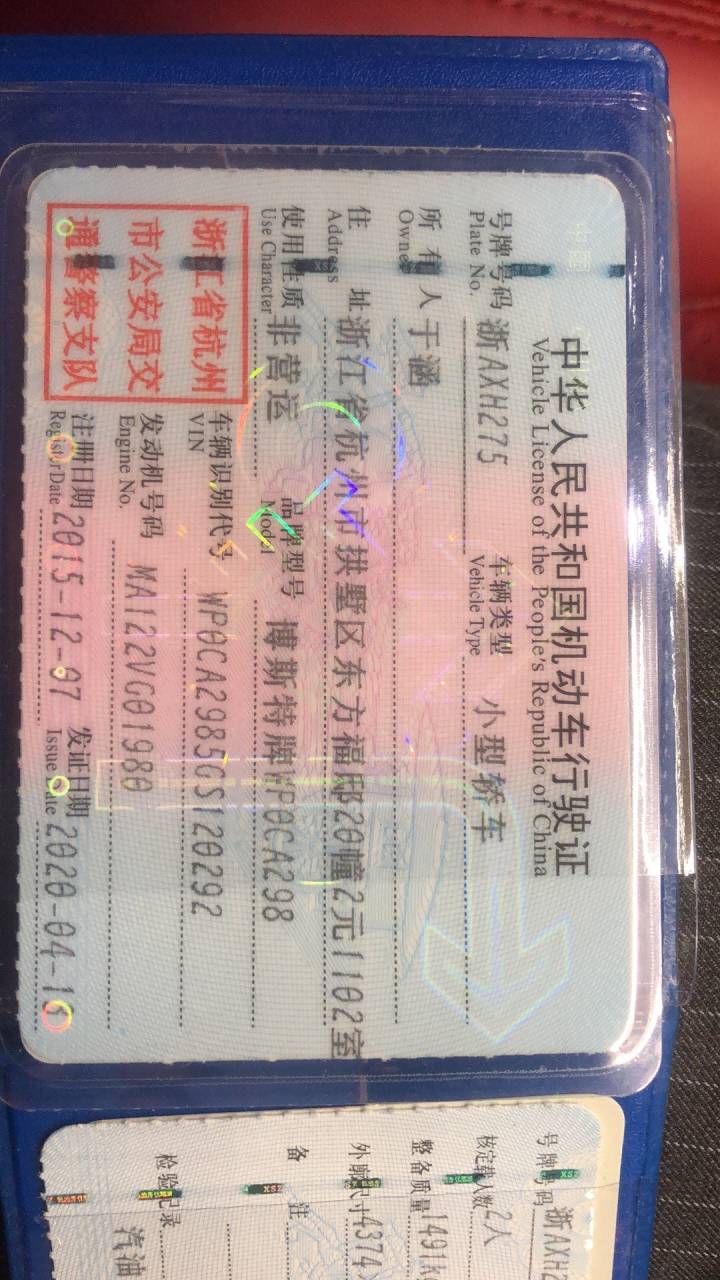 中华人民共和国机动车行驶证
Vehicle License of the People's Republic of China
号牌号码 浙AXH275 车辆类型 小型轿车
Plate No. Vehicle Type
所有人 于涵
Owner
住址 浙江省杭州市拱墅区东方福邸20幢2元1102室
Address
使用性质 非营运 品牌型号 博斯特牌WP0CA298
Use Character Model
浙江省杭州
市公安局交
通警察支队
车辆识别代号 WP0CA2985GS120292
VIN
发动机号码 MA122VG01980
Engine No.
注册日期 2015-12-07 发证日期 2020-04-16
Register Date Issue Date
号牌号码 浙AXH
核定载人数 2人
整备质量 1491k
外廓尺寸 4374X
备注
检验记录
汽油